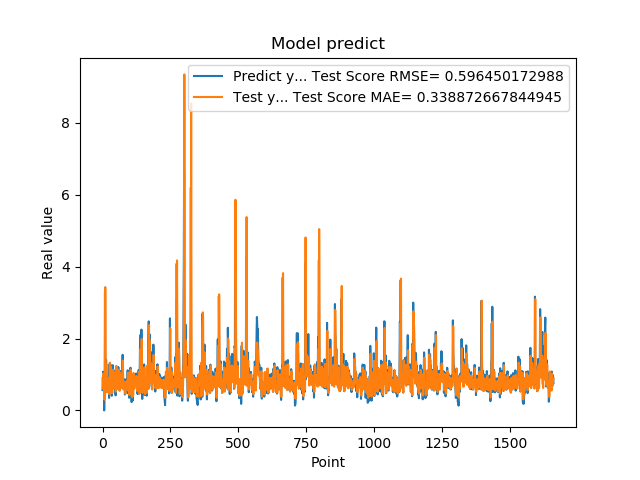 Model predict
Predict y... Test Score RMSE= 0.596450172988
Test y... Test Score MAE= 0.338872667844945
Real value
8
6
4
2
0
0 250 500 750 1000 1250 1500
Point